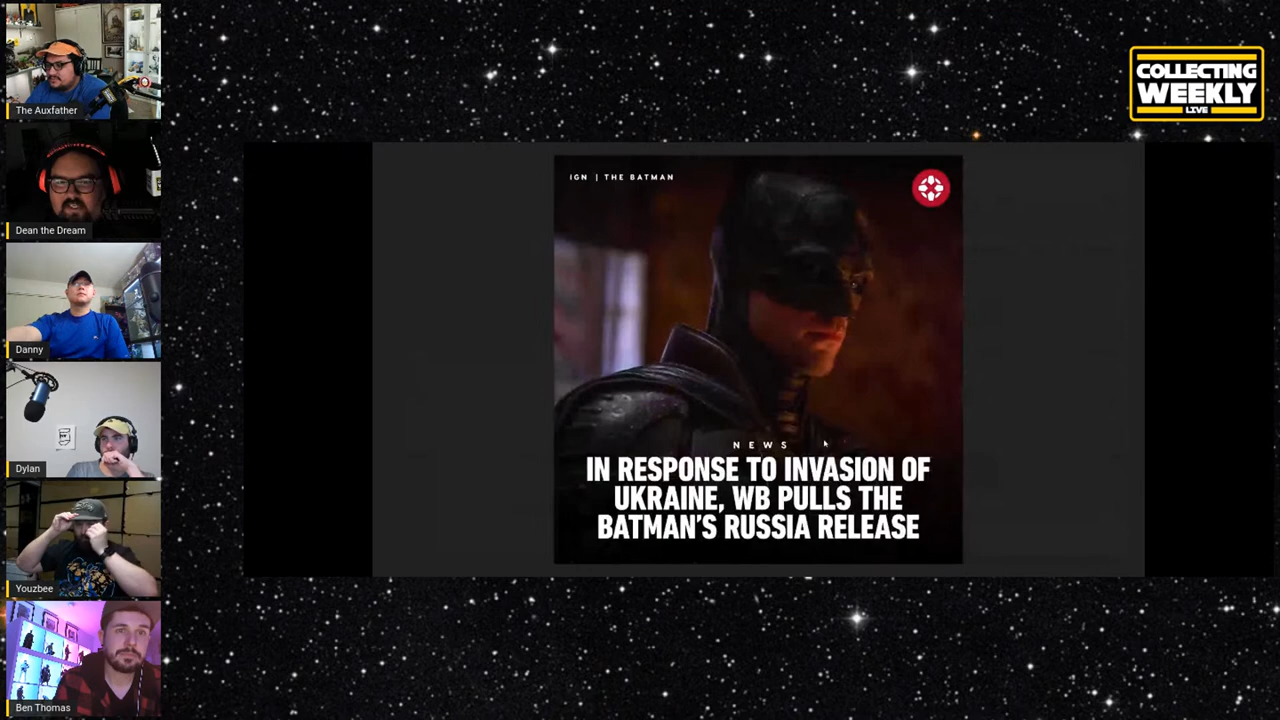 The Auxfather
Dean the Dream
Danny
Dylan
Youzbee
Ben Thomas
COLLECTING
WEEKLY
LIVE
IGN | THE BATMAN
NEWS
IN RESPONSE TO INVASION OF
UKRAINE, WB PULLS THE
BATMAN'S RUSSIA RELEASE